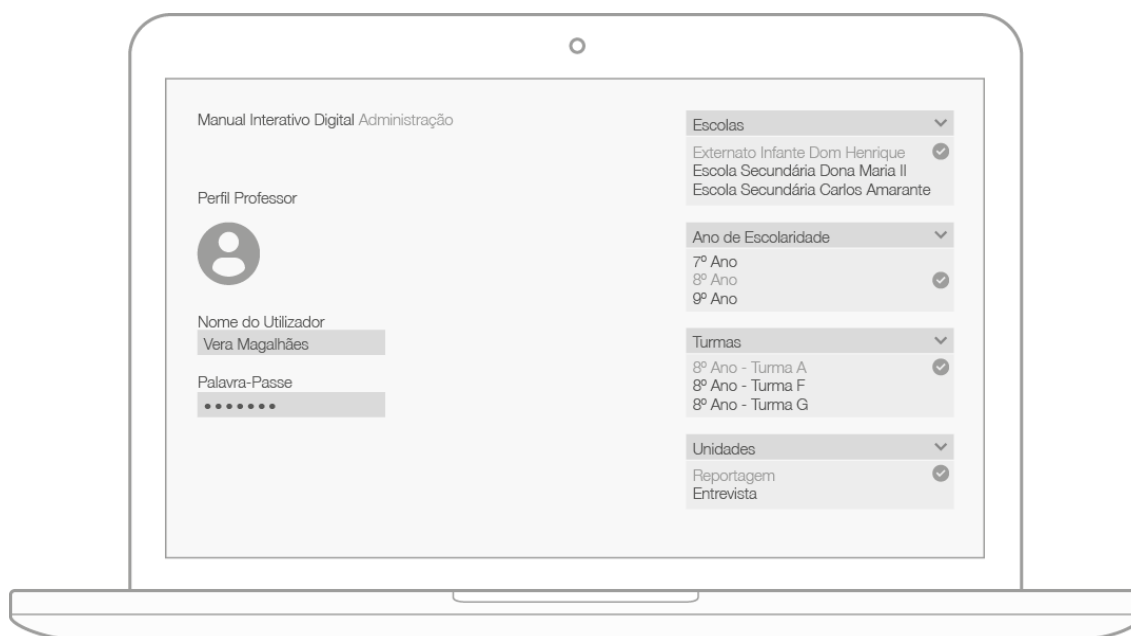 Manual Interativo Digital Administração
Perfil Professor
Nome do Utilizador
Vera Magalhães
Palavra-Passe
•••••••
Escolas
Externato Infante Dom Henrique
Escola Secundária Dona Maria II
Escola Secundária Carlos Amarante
Ano de Escolaridade
7º Ano
8º Ano
9º Ano
Turmas
8º Ano - Turma A
8º Ano - Turma F
8º Ano - Turma G
Unidades
Reportagem
Entrevista